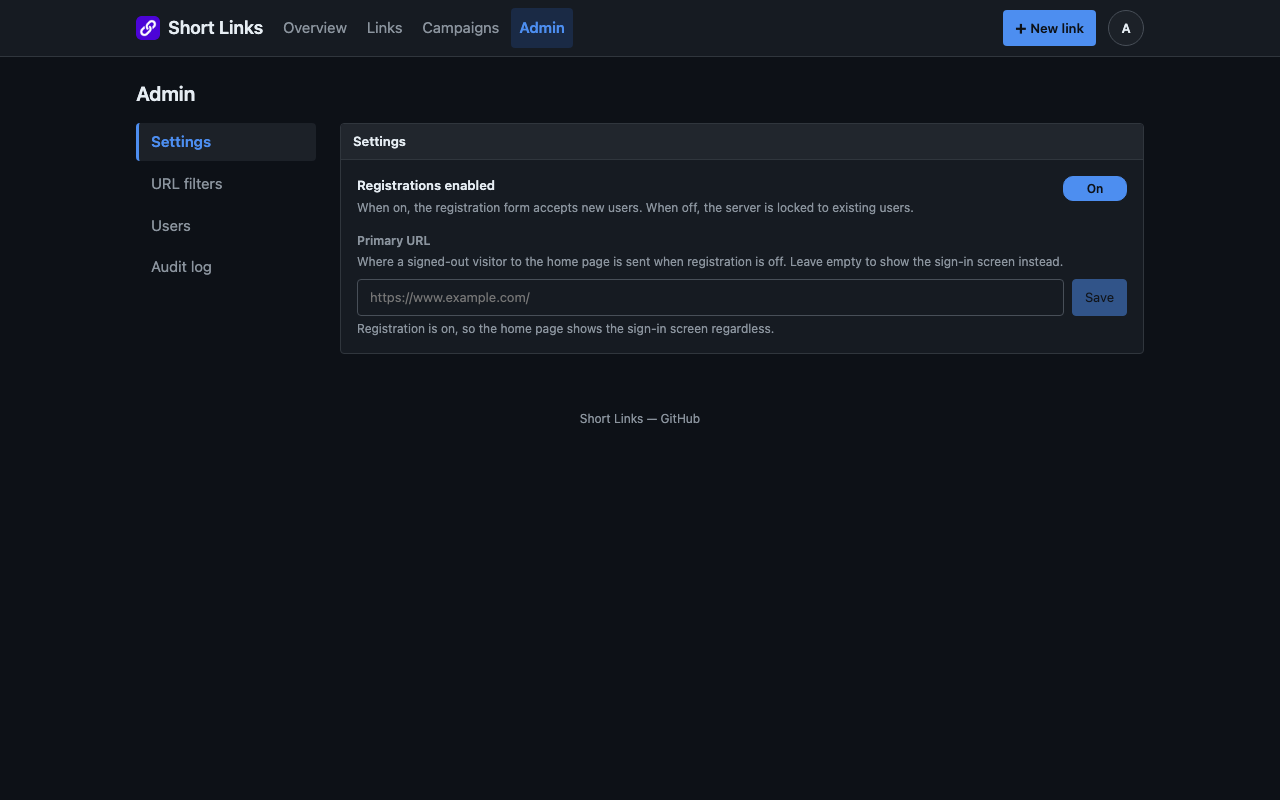 Short Links
Overview
Links
Campaigns
Admin
+ New link
A
Admin
Settings
URL filters
Users
Audit log
Settings
Registrations enabled
On
When on, the registration form accepts new users. When off, the server is locked to existing users.
Primary URL
Where a signed-out visitor to the home page is sent when registration is off. Leave empty to show the sign-in screen instead.
https://www.example.com/
Save
Registration is on, so the home page shows the sign-in screen regardless.
Short Links — GitHub